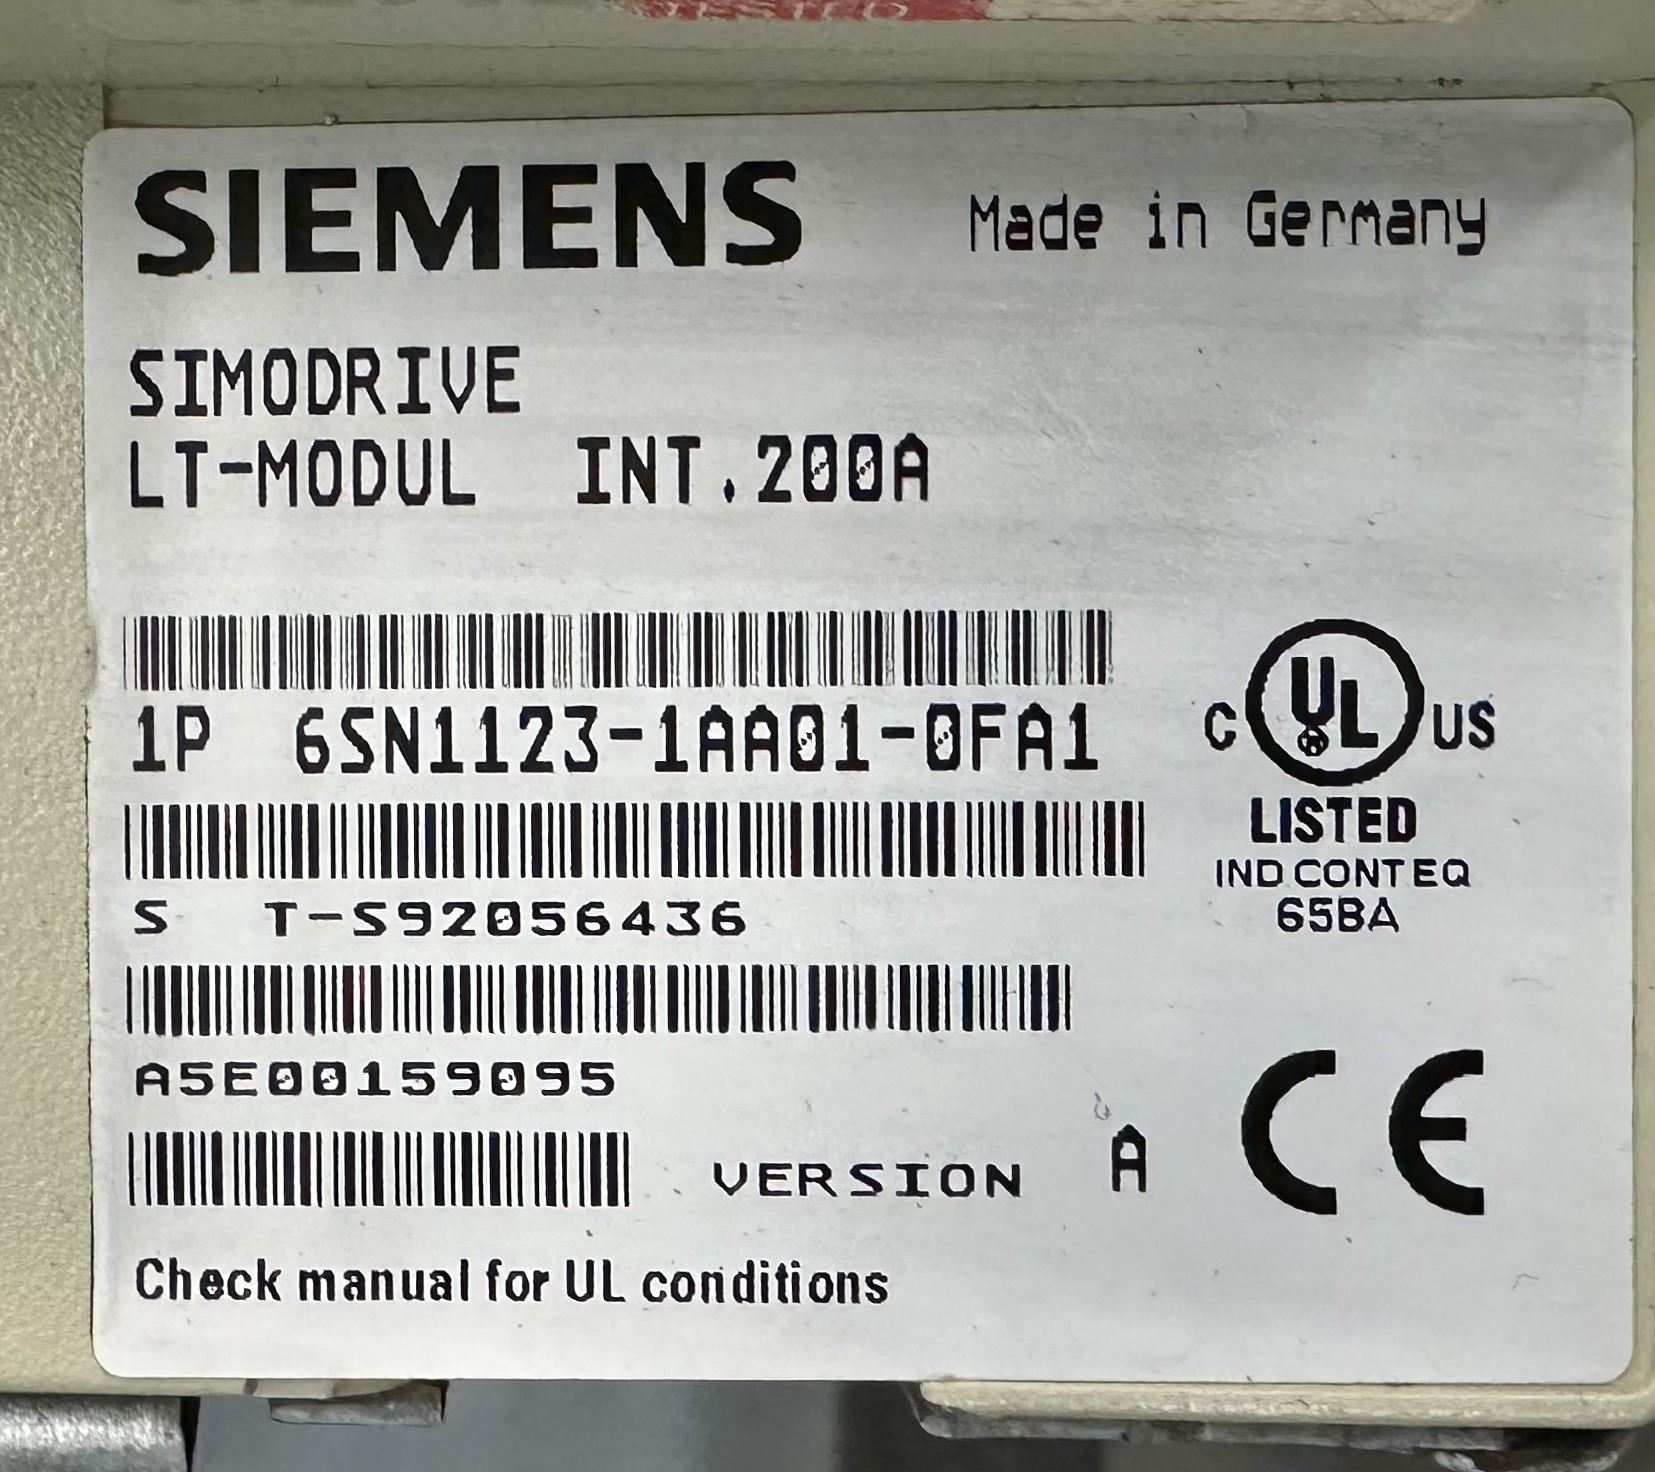 SIEMENS Made in Germany
SIMODRIVE
LT-MODUL INT.200A
1P 6SN1123-1AA01-0FA1
C UL US
LISTED
IND CONT EQ
65BA
S T-S92056436
A5E00159095
VERSION A CE
Check manual for UL conditions